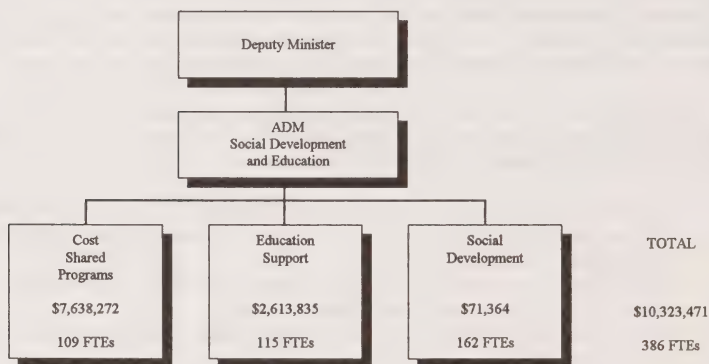 Deputy Minister
ADM
Social Development
and Education
Cost
Shared
Programs
$7,638,272
109 FTEs
Education
Support
$2,613,835
115 FTEs
Social
Development
$71,364
162 FTEs
TOTAL
$10,323,471
386 FTEs